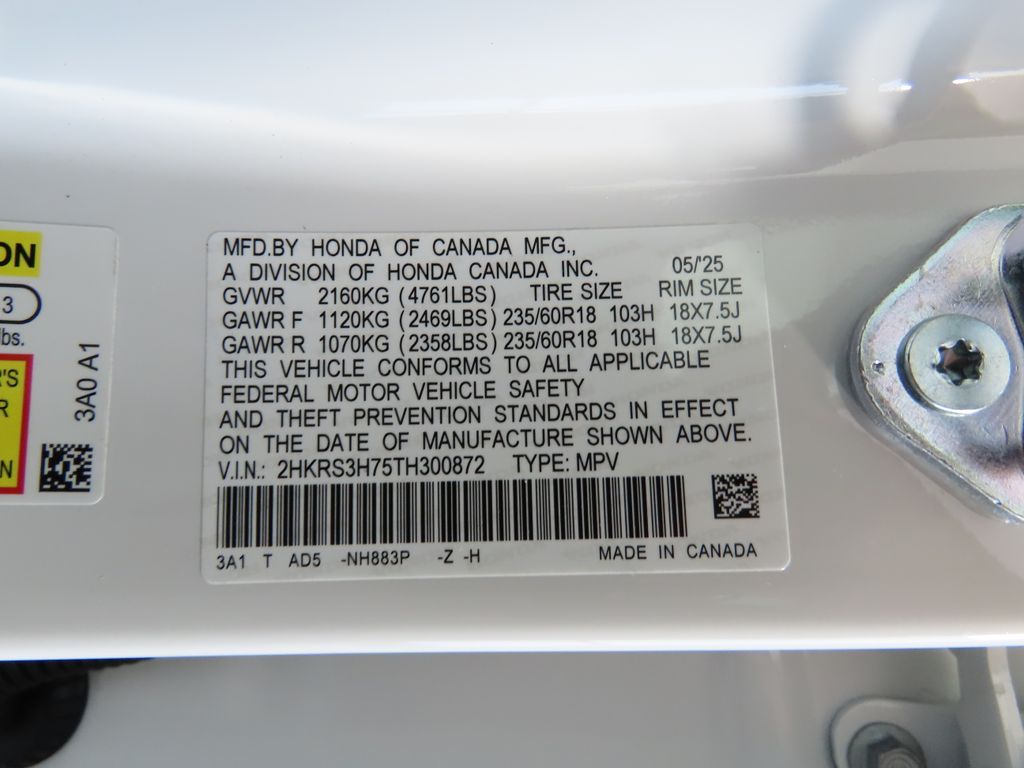 MFD.BY HONDA OF CANADA MFG.,
A DIVISION OF HONDA CANADA INC. 05/'25
GVWR 2160KG (4761LBS) TIRE SIZE RIM SIZE
GAWR F 1120KG (2469LBS) 235/60R18 103H 18X7.5J
GAWR R 1070KG (2358LBS) 235/60R18 103H 18X7.5J
THIS VEHICLE CONFORMS TO ALL APPLICABLE
FEDERAL MOTOR VEHICLE SAFETY
AND THEFT PREVENTION STANDARDS IN EFFECT
ON THE DATE OF MANUFACTURE SHOWN ABOVE.
V.I.N.: 2HKRS3H75TH300872 TYPE: MPV
3A1 T AD5 -NH883P -Z -H MADE IN CANADA
ON
3
lbs.
R'S
R
N
3A0 A1